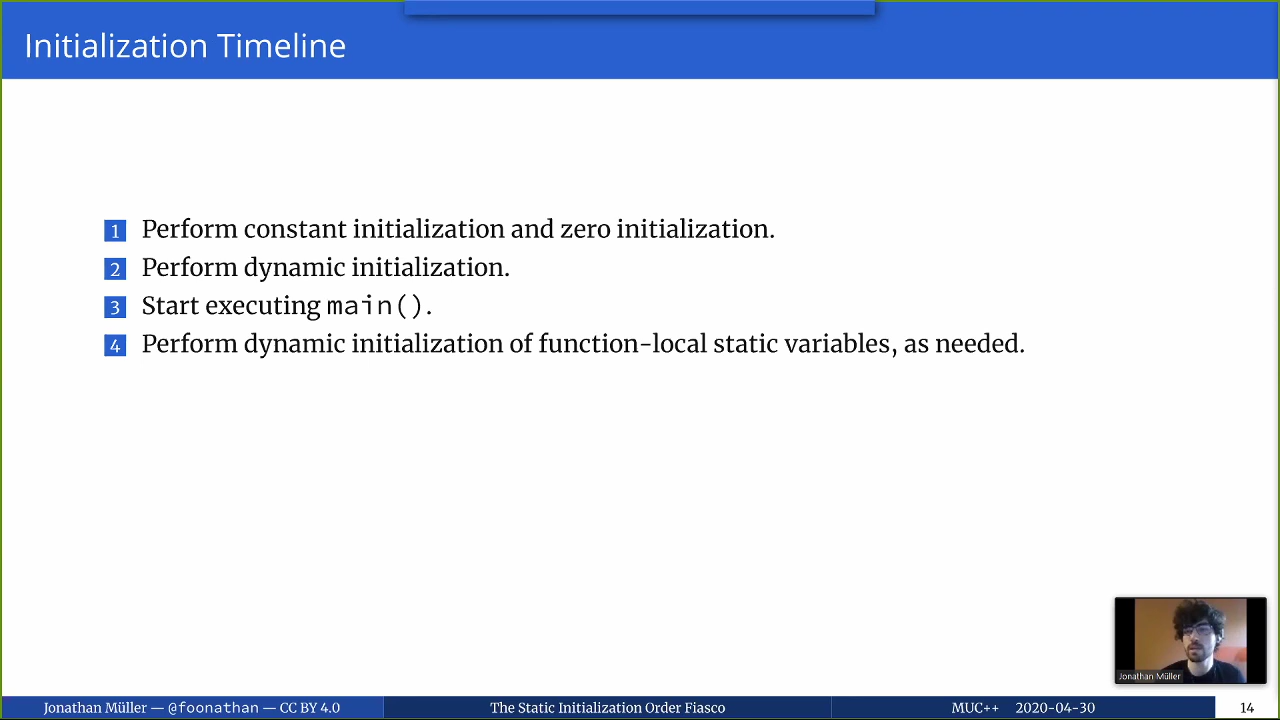 Initialization Timeline
1 Perform constant initialization and zero initialization.
2 Perform dynamic initialization.
3 Start executing main().
4 Perform dynamic initialization of function-local static variables, as needed.
Jonathan Müller
Jonathan Müller — @foonathan — CC BY 4.0 The Static Initialization Order Fiasco MUC++ 2020-04-30 14